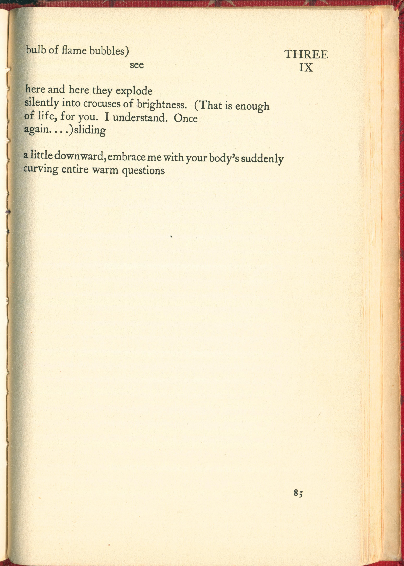 bulb of flame bubbles)
see
THREE
IX
here and here they explode
silently into crocuses of brightness. (That is enough
of life, for you. I understand. Once
again. . . .)sliding
a little downward,embrace me with your body's suddenly
curving entire warm questions
85